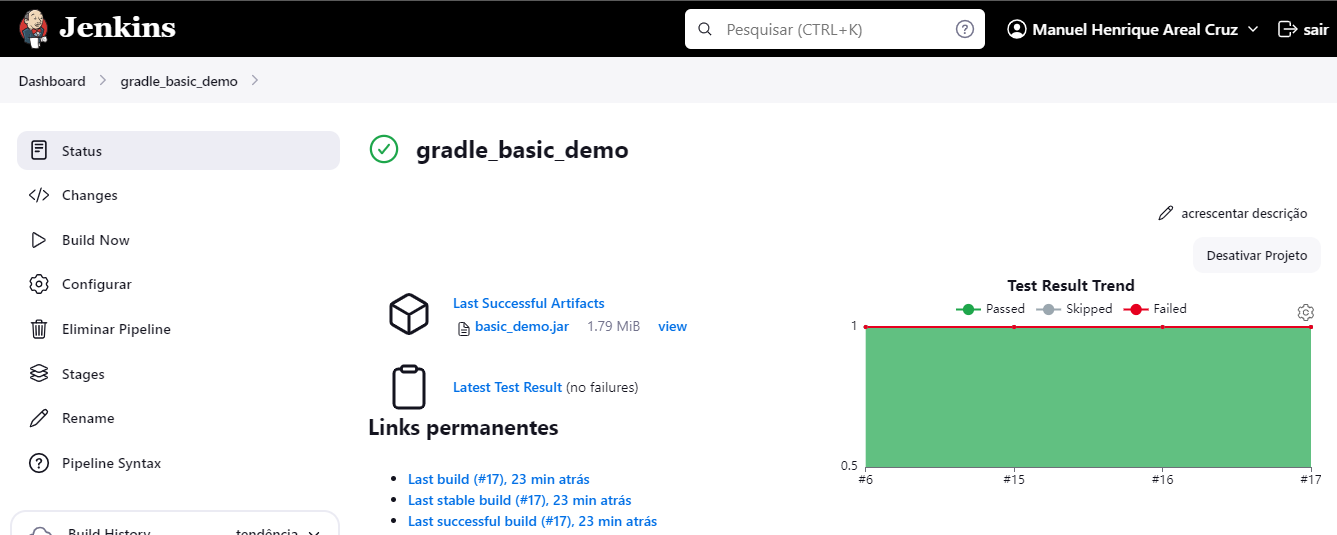 Jenkins
Pesquisar (CTRL+K)
Manuel Henrique Areal Cruz
sair
Dashboard
gradle_basic_demo
Status
Changes
Build Now
Configurar
Eliminar Pipeline
Stages
Rename
Pipeline Syntax
Build History
tendência
gradle_basic_demo
acrescentar descrição
Desativar Projeto
Last Successful Artifacts
basic_demo.jar 1.79 MiB view
Latest Test Result (no failures)
Links permanentes
Last build (#17), 23 min atrás
Last stable build (#17), 23 min atrás
Last successful build (#17), 23 min atrás
Test Result Trend
Passed Skipped Failed
1
0.5
#6 #15 #16 #17